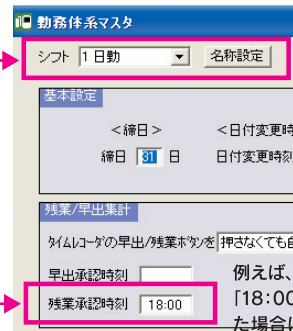 勤務体系マスタ
シフト 1 日勤 名称設定
基本設定
＜締日＞ ＜日付変更時
締日 31 日 日付変更時刻
残業/早出集計
タイムレコーダの早出/残業ボタンを 押さなくても自
早出承認時刻 例えば、
残業承認時刻 18:00 「18:00
た場合は